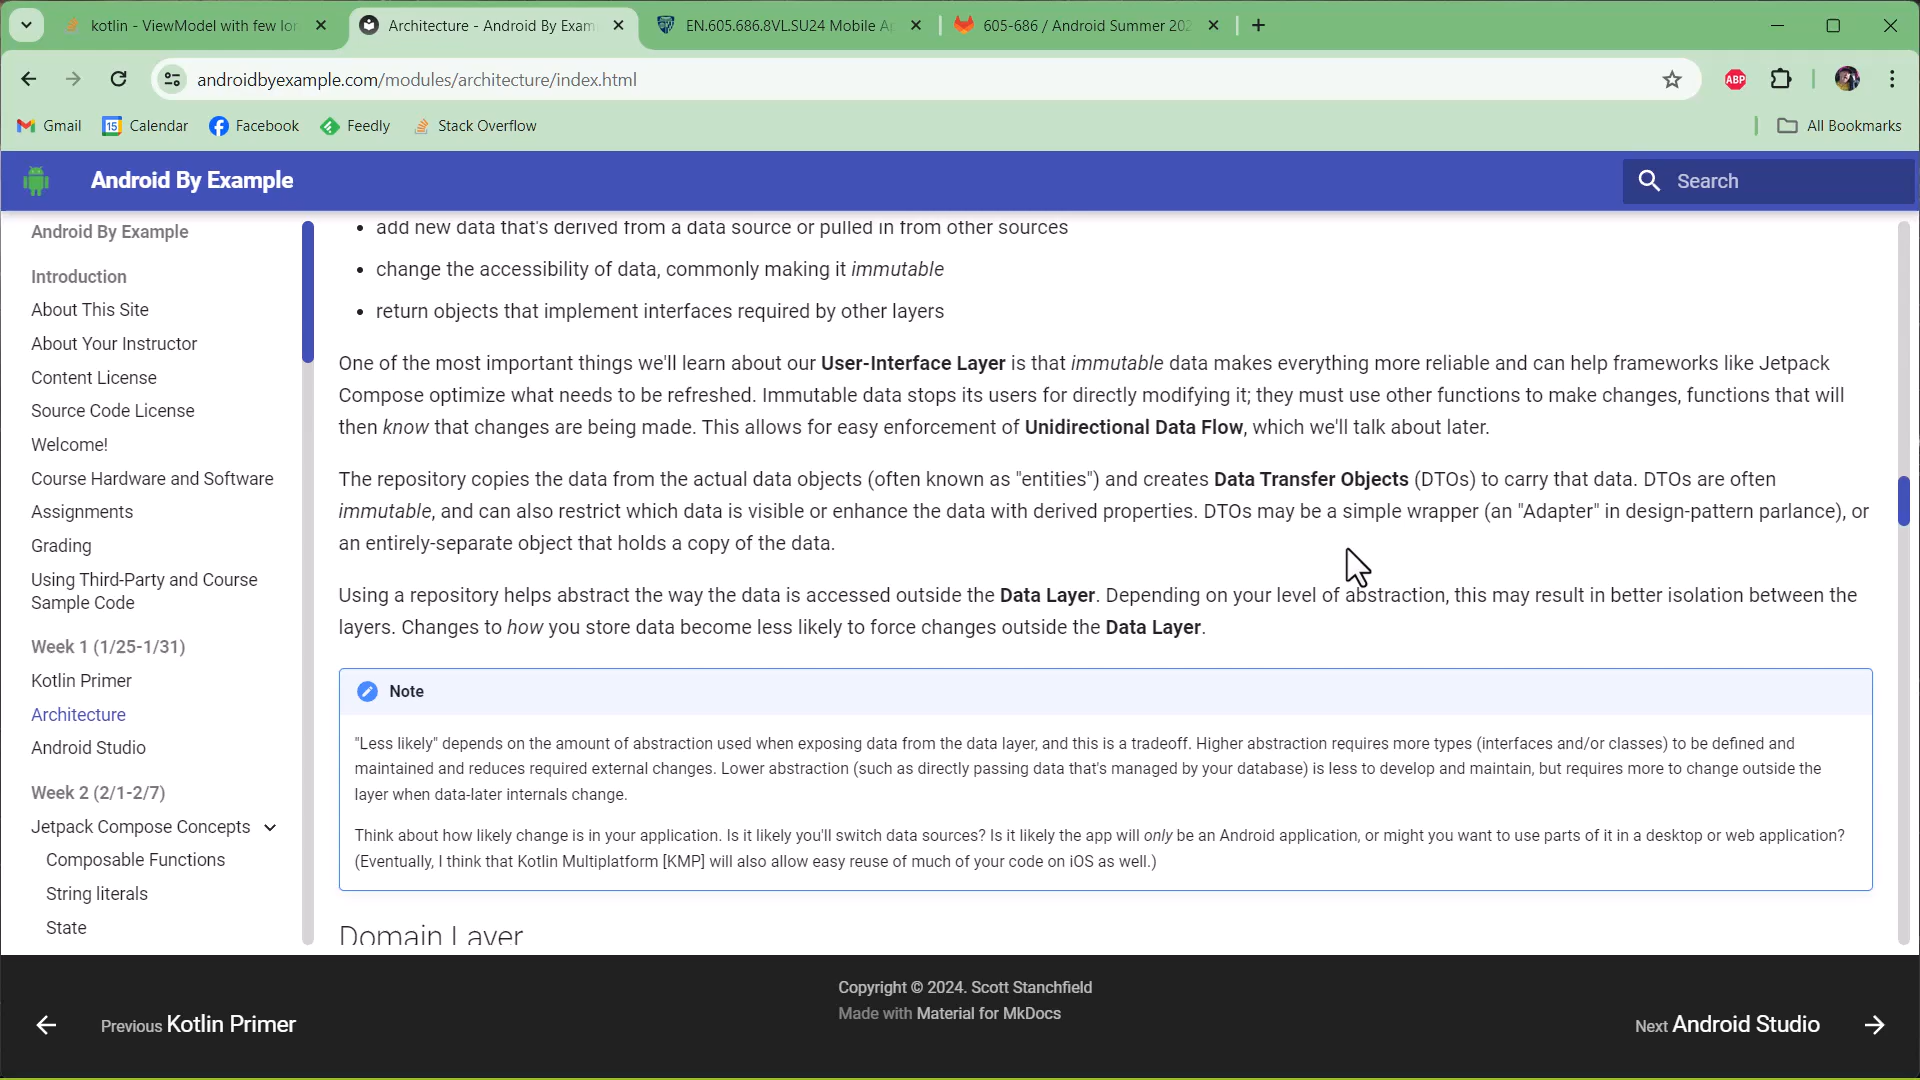 kotlin - ViewModel with few lon
Architecture - Android By Exam
EN.605.686.8VL.SU24 Mobile Ap
605-686 / Android Summer 202
androidbyexample.com/modules/architecture/index.html
ABP
Gmail
15
Calendar
Facebook
Feedly
Stack Overflow
All Bookmarks
Android By Example
Search
Android By Example
Introduction
About This Site
About Your Instructor
Content License
Source Code License
Welcome!
Course Hardware and Software
Assignments
Grading
Using Third-Party and Course
Sample Code
Week 1 (1/25-1/31)
Kotlin Primer
Architecture
Android Studio
Week 2 (2/1-2/7)
Jetpack Compose Concepts
Composable Functions
String literals
State
• add new data that's derived from a data source or pulled in from other sources
• change the accessibility of data, commonly making it immutable
• return objects that implement interfaces required by other layers
One of the most important things we'll learn about our User-Interface Layer is that immutable data makes everything more reliable and can help frameworks like Jetpack
Compose optimize what needs to be refreshed. Immutable data stops its users for directly modifying it; they must use other functions to make changes, functions that will
then know that changes are being made. This allows for easy enforcement of Unidirectional Data Flow, which we'll talk about later.
The repository copies the data from the actual data objects (often known as "entities") and creates Data Transfer Objects (DTOs) to carry that data. DTOs are often
immutable, and can also restrict which data is visible or enhance the data with derived properties. DTOs may be a simple wrapper (an "Adapter" in design-pattern parlance), or
an entirely-separate object that holds a copy of the data.
Using a repository helps abstract the way the data is accessed outside the Data Layer. Depending on your level of abstraction, this may result in better isolation between the
layers. Changes to how you store data become less likely to force changes outside the Data Layer.
Note
"Less likely" depends on the amount of abstraction used when exposing data from the data layer, and this is a tradeoff. Higher abstraction requires more types (interfaces and/or classes) to be defined and
maintained and reduces required external changes. Lower abstraction (such as directly passing data that's managed by your database) is less to develop and maintain, but requires more to change outside the
layer when data-later internals change.
Think about how likely change is in your application. Is it likely you'll switch data sources? Is it likely the app will only be an Android application, or might you want to use parts of it in a desktop or web application?
(Eventually, I think that Kotlin Multiplatform [KMP] will also allow easy reuse of much of your code on iOS as well.)
Domain Layer
Copyright © 2024. Scott Stanchfield
Made with Material for MkDocs
Previous Kotlin Primer
Next Android Studio